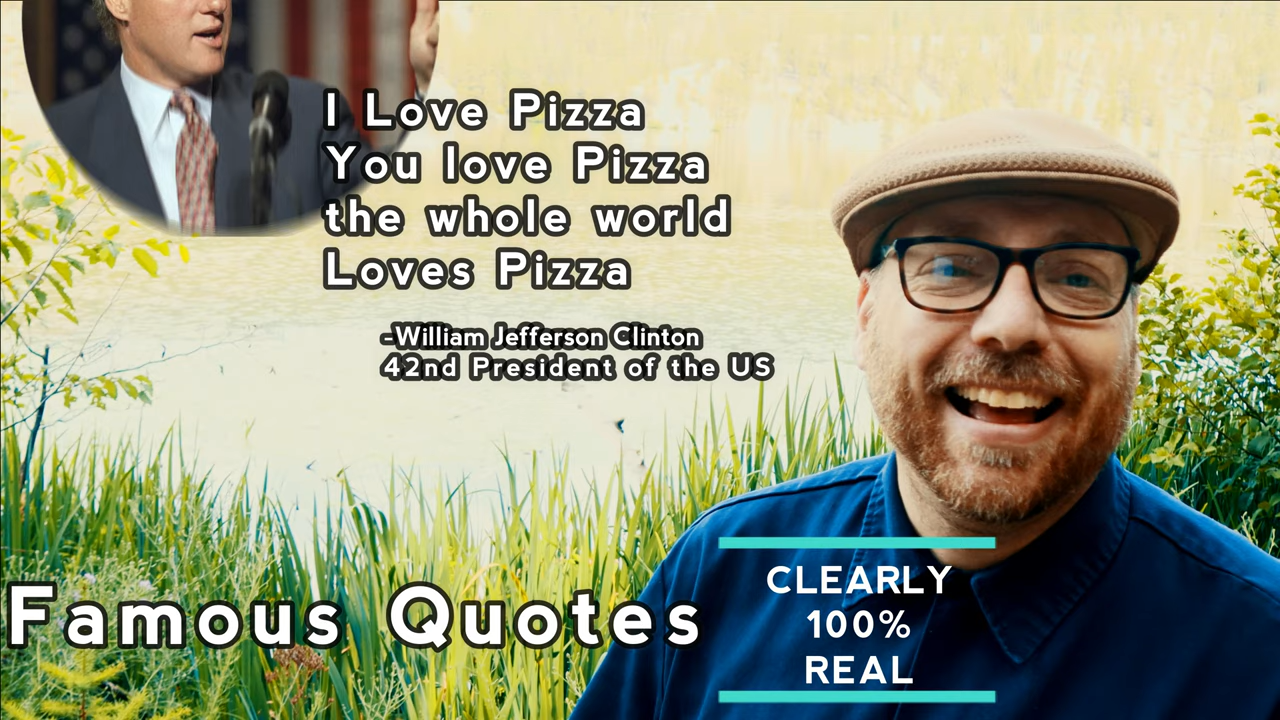 I Love Pizza
You love Pizza
the whole world
Loves Pizza
-William Jefferson Clinton
42nd President of the US
Famous Quotes
CLEARLY
100%
REAL